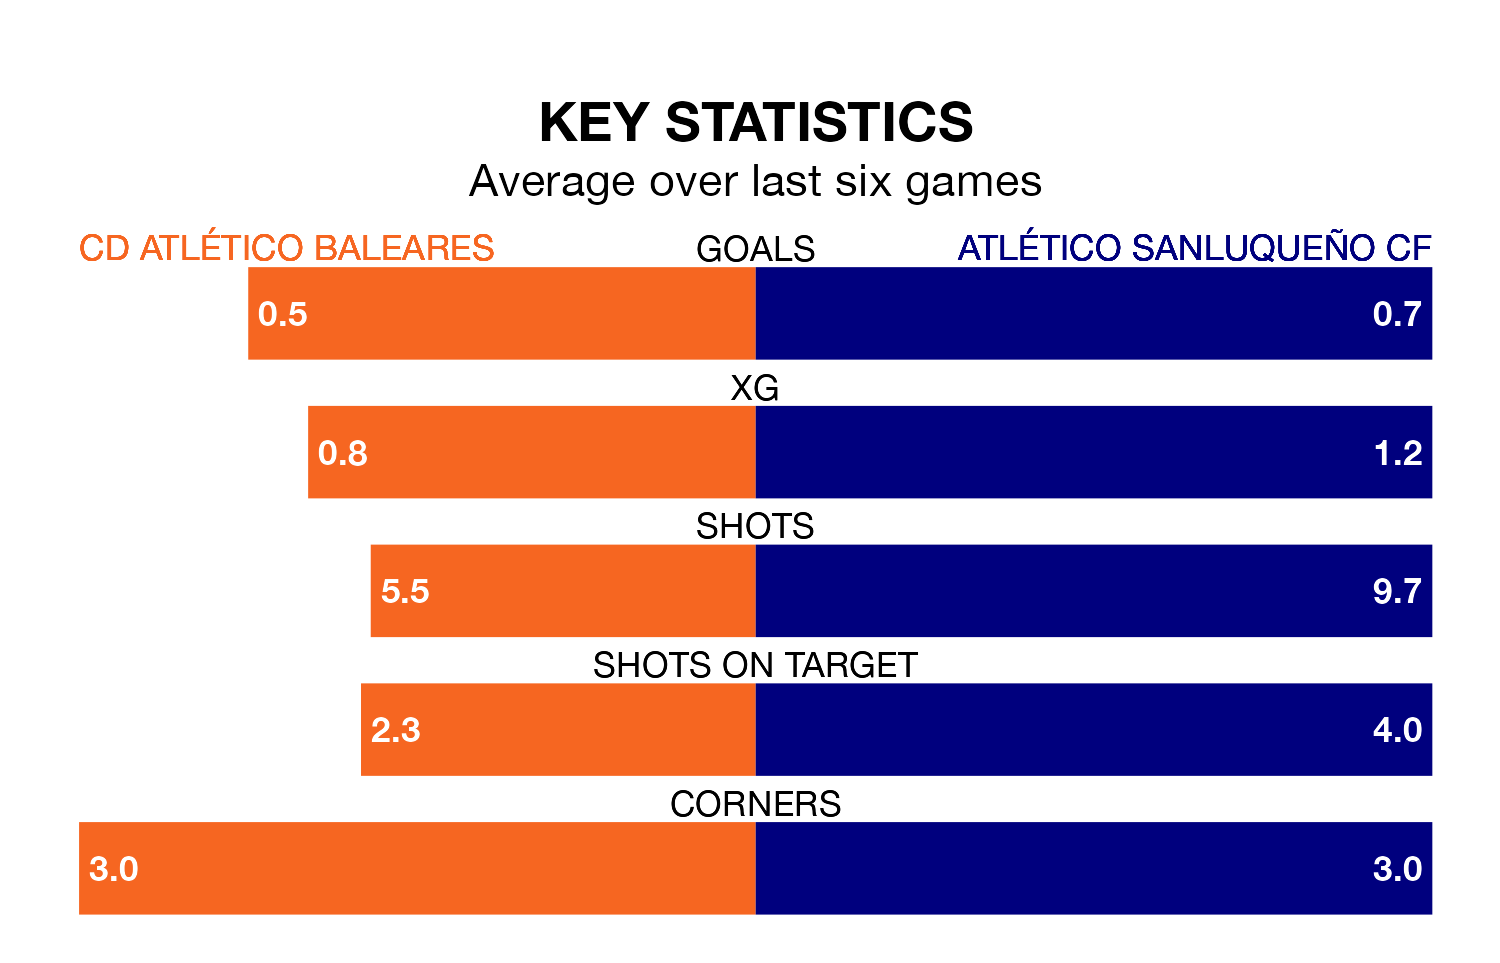 KEY STATISTICS
Average over last six games
CD ATLÉTICO BALEARES GOALS ATLÉTICO SANLUQUEÑO CF
0.5 0.7
XG
0.8 1.2
SHOTS
5.5 9.7
SHOTS ON TARGET
2.3 4.0
CORNERS
3.0 3.0